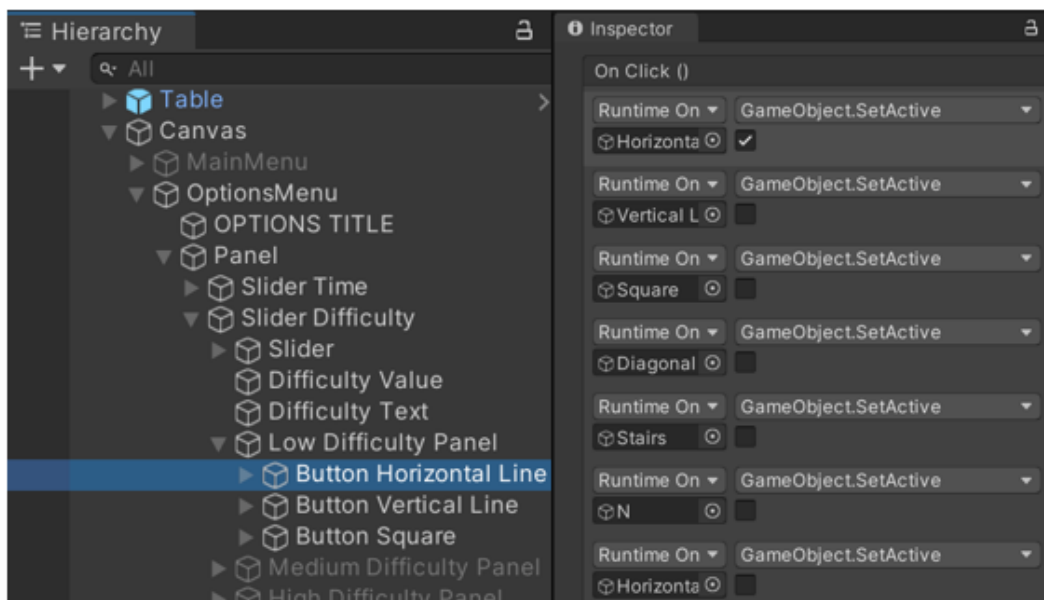 Hierarchy
All
Table
Canvas
MainMenu
OptionsMenu
OPTIONS TITLE
Panel
Slider Time
Slider Difficulty
Slider
Difficulty Value
Difficulty Text
Low Difficulty Panel
Button Horizontal Line
Button Vertical Line
Button Square
Medium Difficulty Panel
High Difficulty Panel
Inspector
On Click ()
Runtime On GameObject.SetActive
Horizonta
Runtime On GameObject.SetActive
Vertical L
Runtime On GameObject.SetActive
Square
Runtime On GameObject.SetActive
Diagonal
Runtime On GameObject.SetActive
Stairs
Runtime On GameObject.SetActive
N
Runtime On GameObject.SetActive
Horizonta